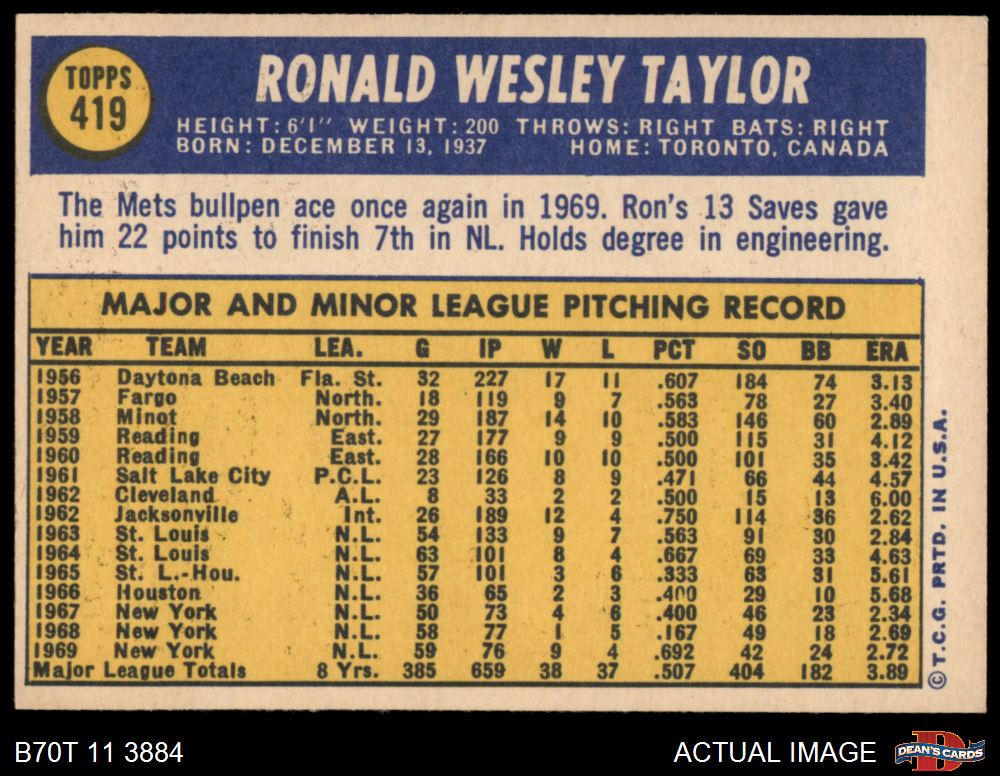 TOPPS
419
RONALD WESLEY TAYLOR
HEIGHT: 6'1" WEIGHT: 200 THROWS: RIGHT BATS: RIGHT
BORN: DECEMBER 13, 1937 HOME: TORONTO, CANADA
The Mets bullpen ace once again in 1969. Ron's 13 Saves gave
him 22 points to finish 7th in NL. Holds degree in engineering.
MAJOR AND MINOR LEAGUE PITCHING RECORD
YEAR TEAM LEA. G IP W L PCT SO BB ERA
1956 Daytona Beach Fla. St. 32 227 17 11 .607 184 74 3.13
1957 Fargo North. 18 119 9 7 .563 78 27 3.40
1958 Minot North. 29 187 14 10 .583 146 60 2.89
1959 Reading East. 27 177 9 9 .500 115 31 4.12
1960 Reading East. 28 166 10 10 .500 101 35 3.42
1961 Salt Lake City P.C.L. 23 126 8 9 .471 66 44 4.57
1962 Cleveland A.L. 8 33 2 2 .500 15 13 6.00
1962 Jacksonville Int. 26 189 12 4 .750 114 36 2.62
1963 St. Louis N.L. 54 133 9 7 .563 91 30 2.84
1964 St. Louis N.L. 63 101 8 4 .667 69 33 4.63
1965 St. L.-Hou. N.L. 57 101 3 6 .333 63 31 5.61
1966 Houston N.L. 36 65 2 3 .400 29 10 5.68
1967 New York N.L. 50 73 4 6 .400 46 23 2.34
1968 New York N.L. 58 77 1 5 .167 49 18 2.69
1969 New York N.L. 59 76 9 4 .692 42 24 2.72
Major League Totals 8 Yrs. 385 659 38 37 .507 404 182 3.89
© T.C.G. PRTD. IN U.S.A.
B70T 11 3884
ACTUAL IMAGE
DEAN'S CARDS